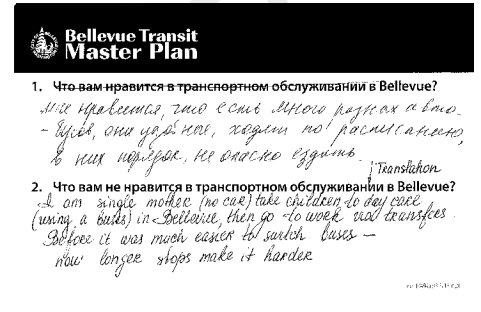 Bellevue Transit
Master Plan
1. Что вам нравится в транспортном обслуживании в Bellevue?
Мне нравится, что есть много разных авто-
-бусов, они удобные, ходят по расписанию,
в них порядок, не опасно ездить.
Translation
2. Что вам не нравится в транспортном обслуживании в Bellevue?
I am single mother (no car) take children to day care
(using a buses) in Bellevue, then go to work via transfers.
Before it was much easier to switch buses —
now longer stops make it harder